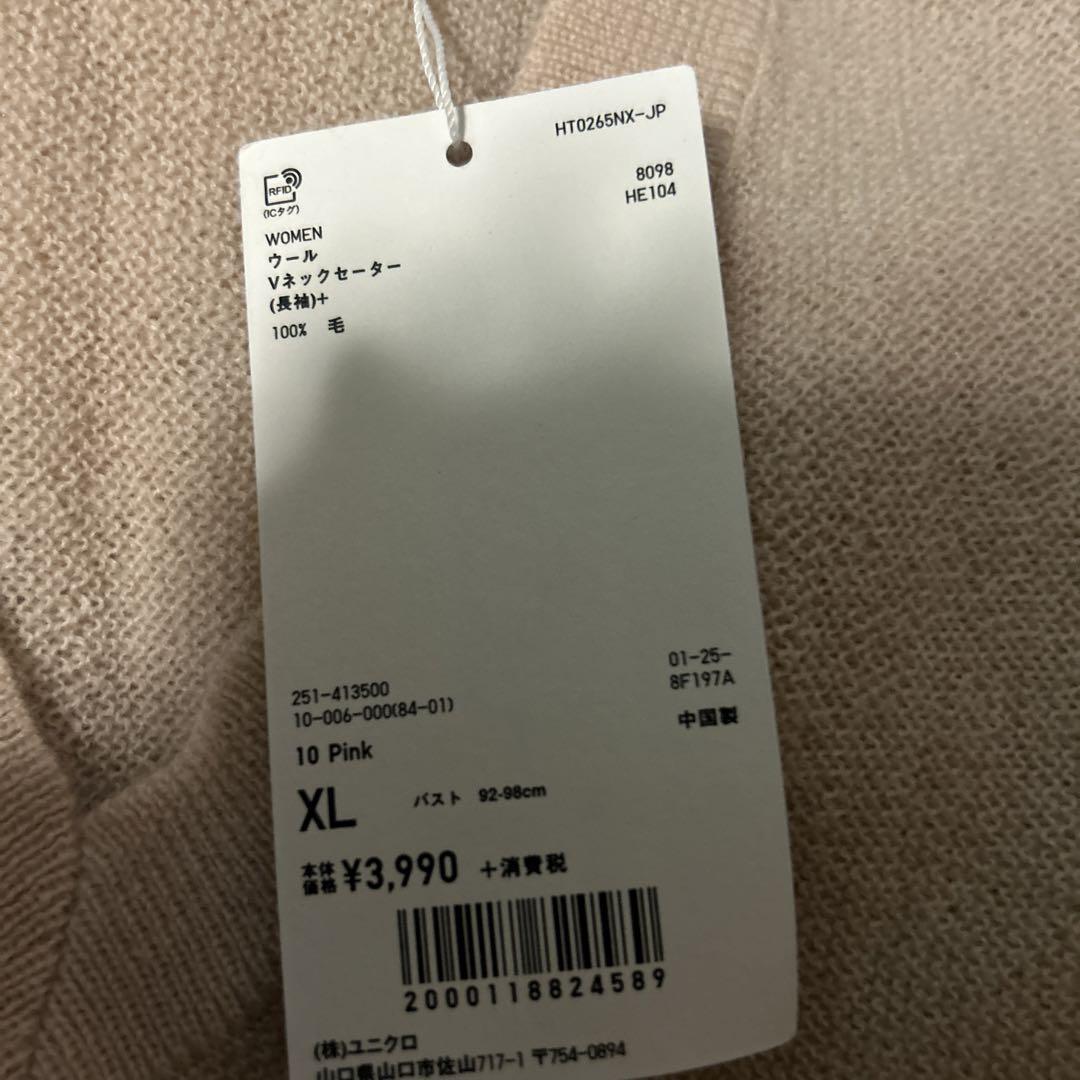 HT0265NX-JP
RFID
(ICタグ)
8098
HE104
WOMEN
ウール
Vネックセーター
(長袖)+
100% 毛
251-413500
10-006-000(84-01)
01-25-
8F197A
中国製
10 Pink
XL バスト 92-98cm
本体価格 ¥3,990 +消費税
2000118824589
(株)ユニクロ
山口県山口市佐山717-1 〒754-0894